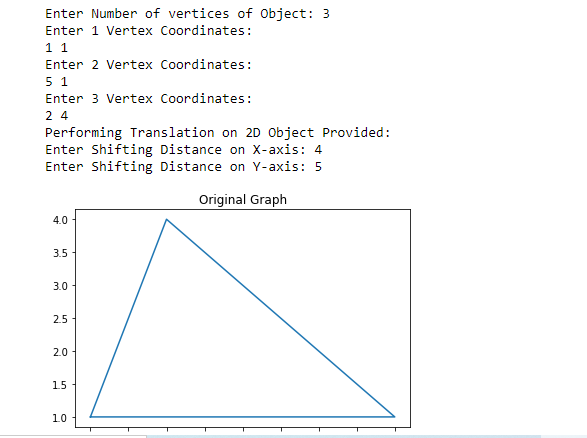 Enter Number of vertices of Object: 3
Enter 1 Vertex Coordinates:
1 1
Enter 2 Vertex Coordinates:
5 1
Enter 3 Vertex Coordinates:
2 4
Performing Translation on 2D Object Provided:
Enter Shifting Distance on X-axis: 4
Enter Shifting Distance on Y-axis: 5
Original Graph
4.0
3.5
3.0
2.5
2.0
1.5
1.0